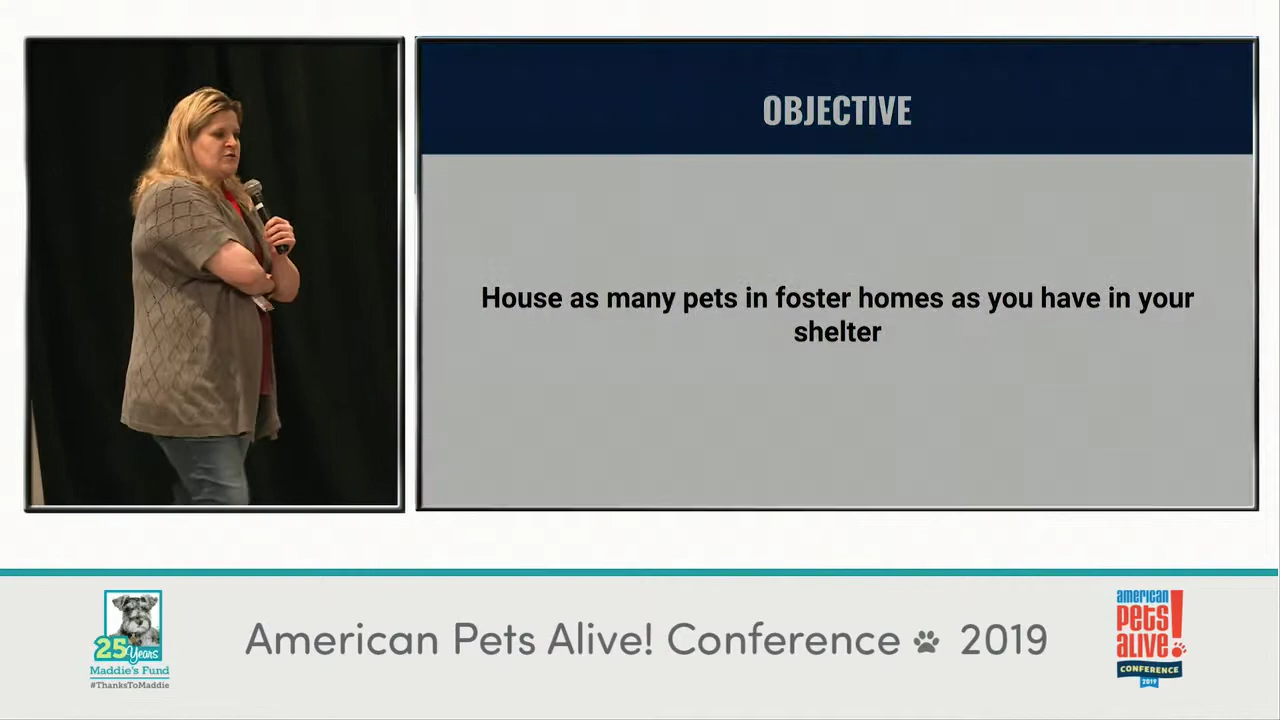 OBJECTIVE
House as many pets in foster homes as you have in your
shelter
25 Years
Maddie's Fund
#ThanksToMaddie
American Pets Alive! Conference 2019
american
pets
alive!
CONFERENCE
2019